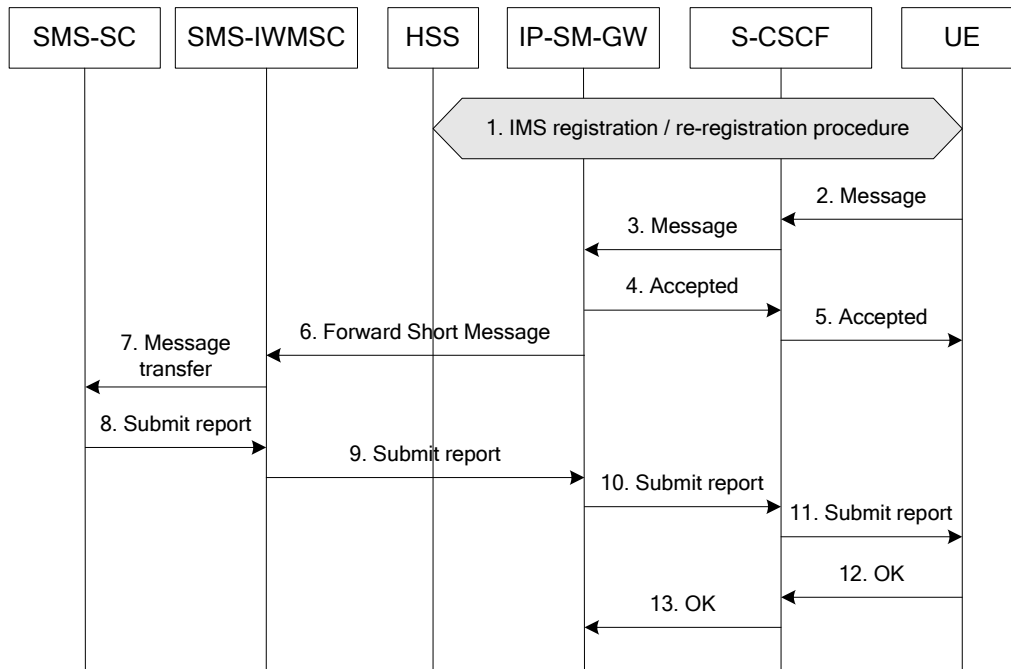 SMS-SC SMS-IWMSC HSS IP-SM-GW S-CSCF UE
1. IMS registration / re-registration procedure
2. Message
3. Message
4. Accepted
5. Accepted
6. Forward Short Message
7. Message
transfer
8. Submit report
9. Submit report
10. Submit report
11. Submit report
12. OK
13. OK